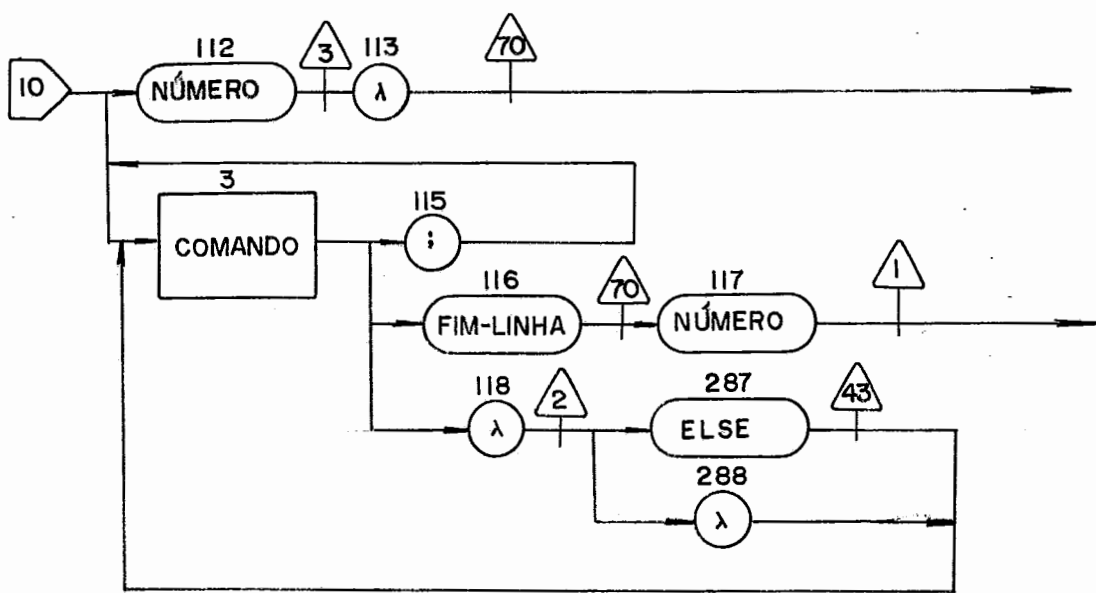 112
3
113
70
10
NÚMERO
λ
3
COMANDO
115
;
116
70
117
1
FIM-LINHA
NÚMERO
118
2
287
43
λ
ELSE
288
λ